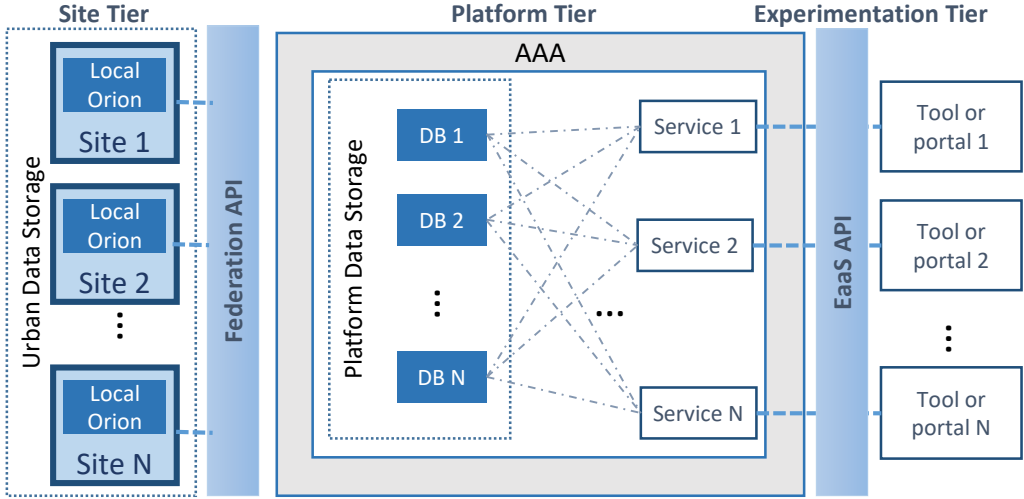 Site Tier
Platform Tier
Experimentation Tier
Urban Data Storage
Local
Orion
Site 1
Local
Orion
Site 2
...
Local
Orion
Site N
Federation API
AAA
Platform Data Storage
DB 1
DB 2
...
DB N
Service 1
Service 2
...
Service N
EaaS API
Tool or
portal 1
Tool or
portal 2
...
Tool or
portal N